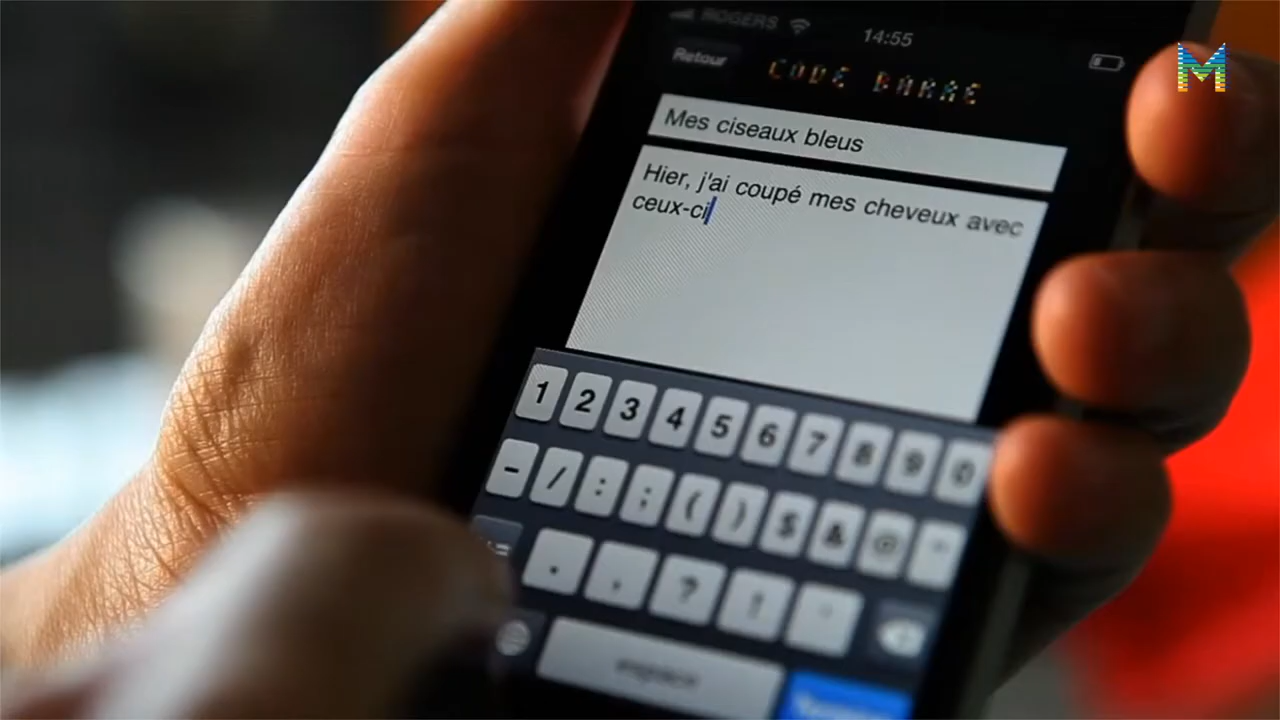 ROGERS 14:55
Retour CODE BARRE
Mes ciseaux bleus
Hier, j'ai coupé mes cheveux avec
ceux-ci
1 2 3 4 5 6 7 8 9 0
- / : ; ( ) $ & @ "
. , ? ! '
espace
M